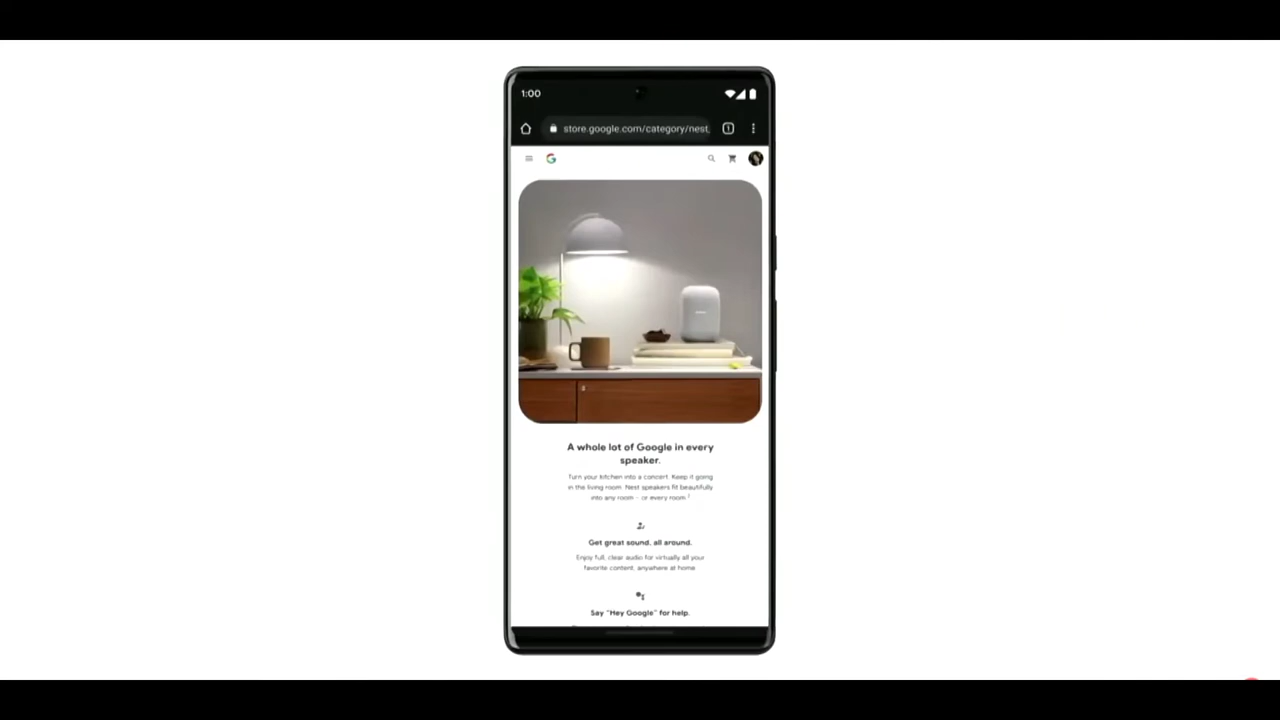 1:00
store.google.com/category/nest
1
A whole lot of Google in every
speaker.
Turn your kitchen into a concert. Keep it going
in the living room. Nest speakers fit beautifully
into any room - or every room
Get great sound, all around.
Enjoy full, clear audio for virtually all your
favorite content, anywhere at home
Say "Hey Google" for help.